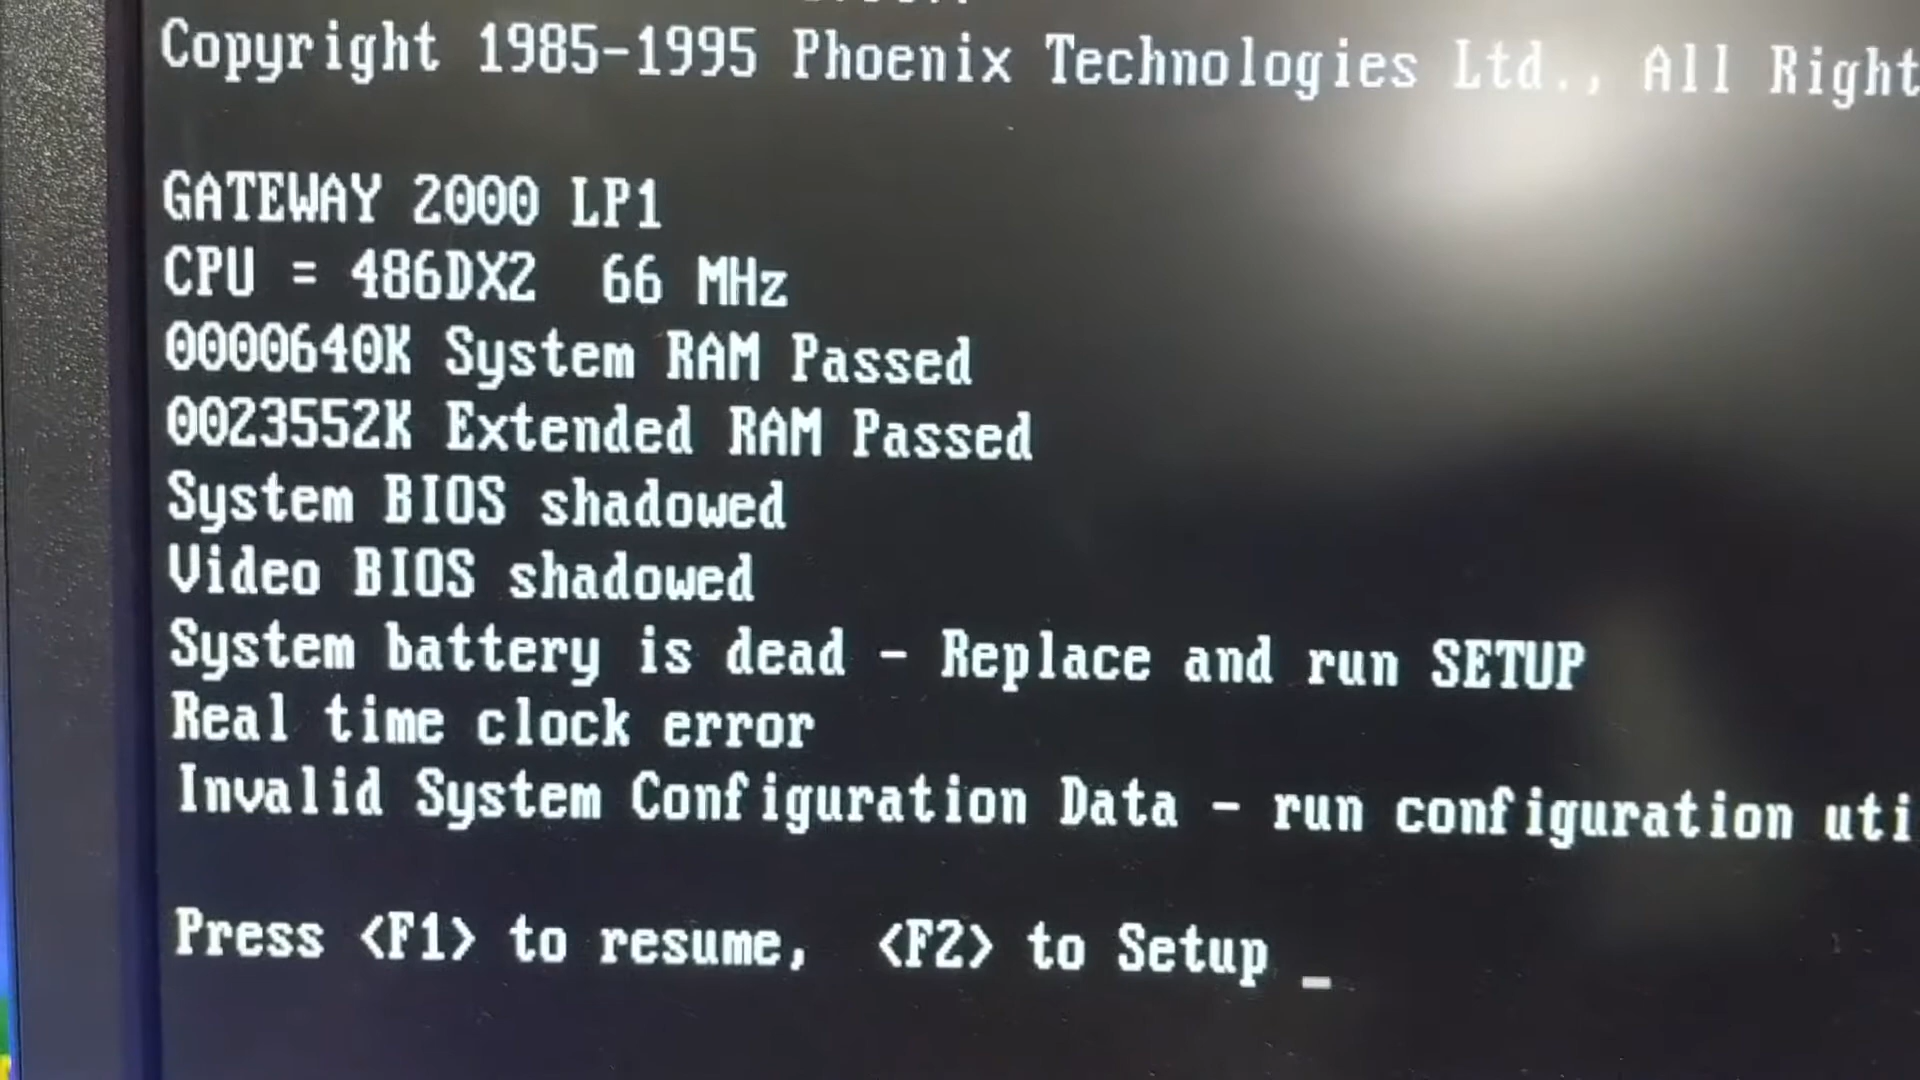 Copyright 1985-1995 Phoenix Technologies Ltd., All Right
GATEWAY 2000 LP1
CPU = 486DX2  66 MHz
0000640K System RAM Passed
0023552K Extended RAM Passed
System BIOS shadowed
Video BIOS shadowed
System battery is dead - Replace and run SETUP
Real time clock error
Invalid System Configuration Data - run configuration uti
Press <F1> to resume,  <F2> to Setup _